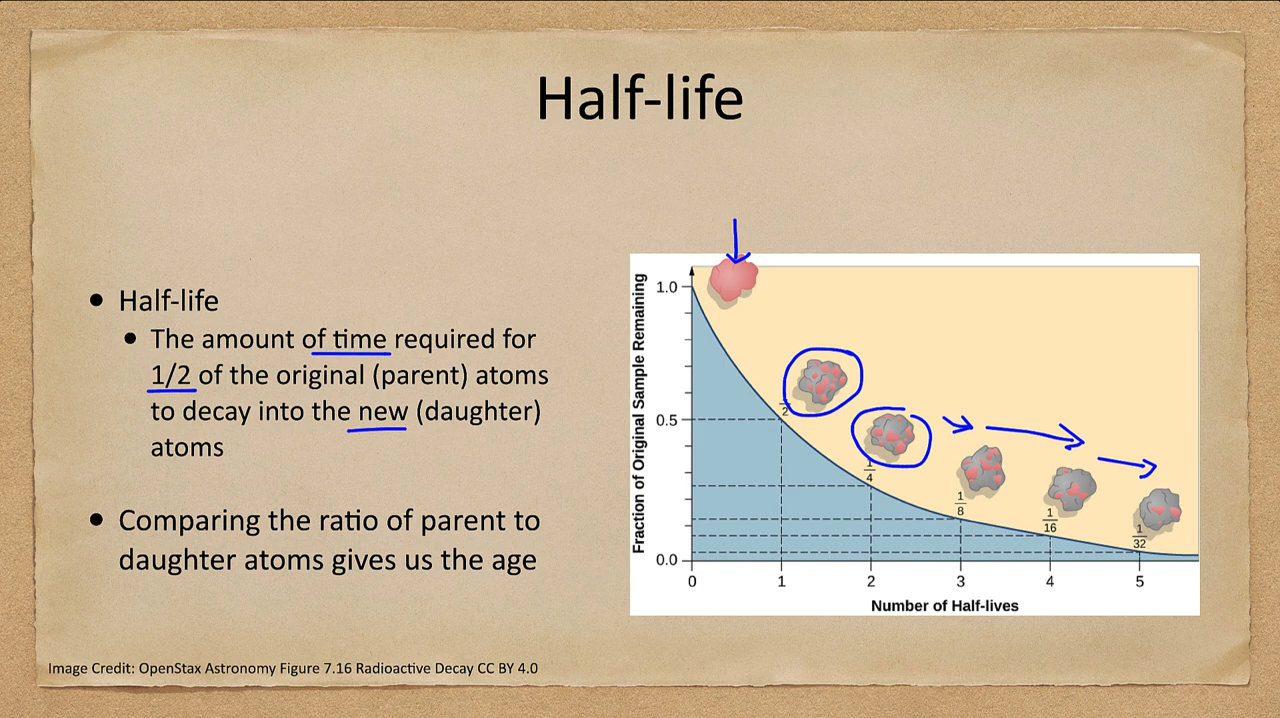 Half-life
• Half-life
• The amount of time required for
1/2 of the original (parent) atoms
to decay into the new (daughter)
atoms
• Comparing the ratio of parent to
daughter atoms gives us the age
Fraction of Original Sample Remaining
1.0
0.5
0.0
1/2
1/4
1/8
1/16
1/32
0 1 2 3 4 5
Number of Half-lives
Image Credit: OpenStax Astronomy Figure 7.16 Radioactive Decay CC BY 4.0